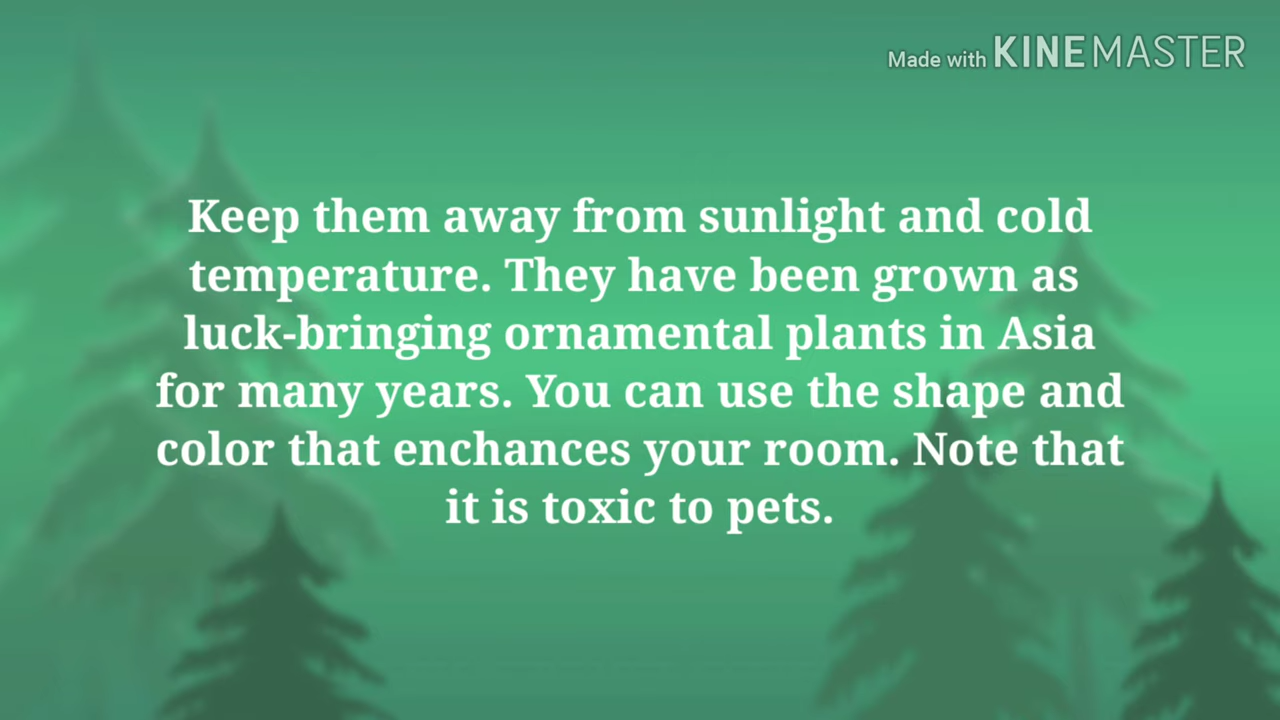 Made with KINEMASTER
Keep them away from sunlight and cold
temperature. They have been grown as
luck-bringing ornamental plants in Asia
for many years. You can use the shape and
color that enchances your room. Note that
it is toxic to pets.